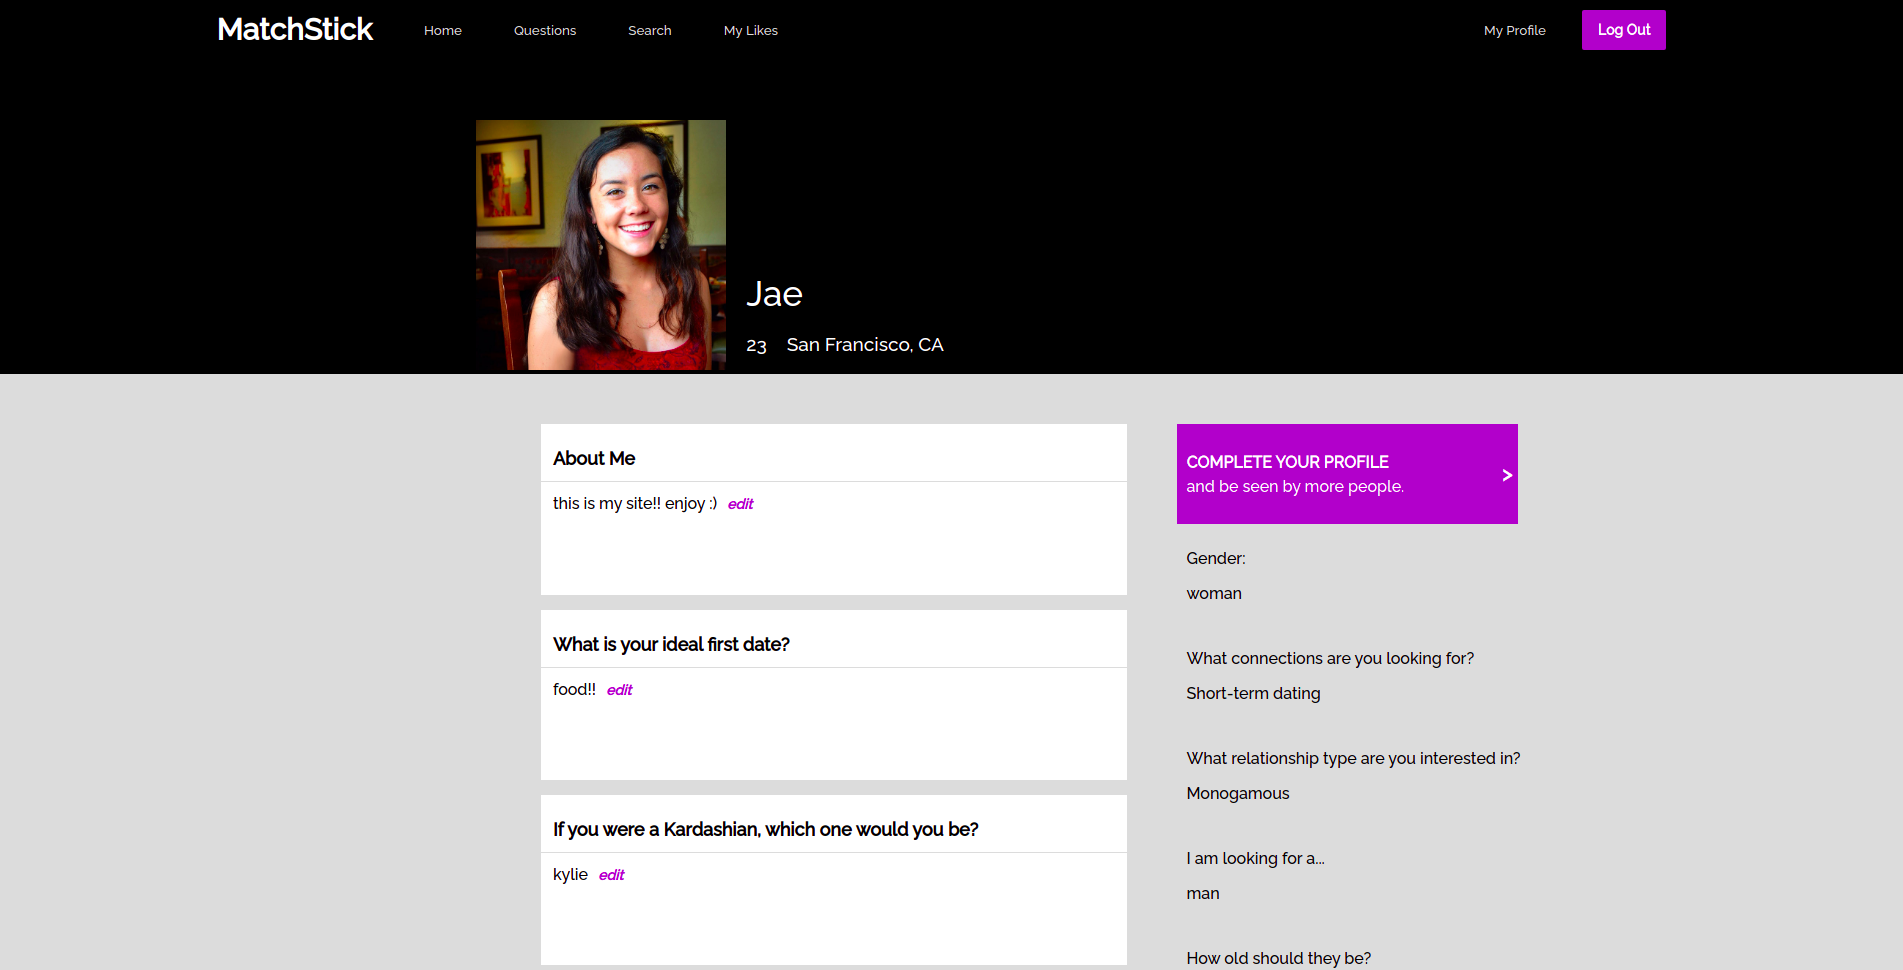 MatchStick
Home
Questions
Search
My Likes
My Profile
Log Out
Jae
23 San Francisco, CA
About Me
this is my site!! enjoy :) edit
What is your ideal first date?
food!! edit
If you were a Kardashian, which one would you be?
kylie edit
COMPLETE YOUR PROFILE
and be seen by more people.
>
Gender:
woman
What connections are you looking for?
Short-term dating
What relationship type are you interested in?
Monogamous
I am looking for a...
man
How old should they be?